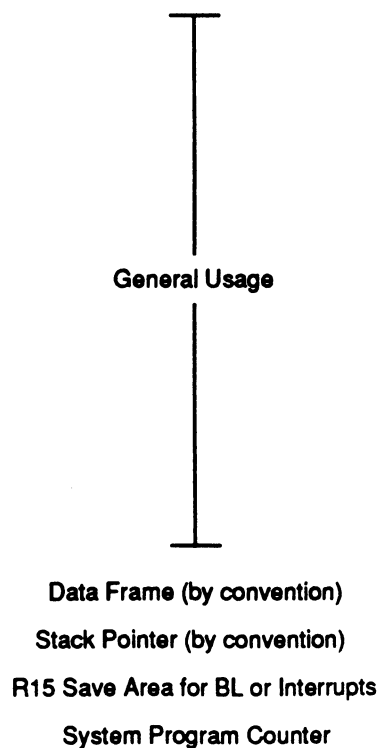 General Usage
Data Frame (by convention)
Stack Pointer (by convention)
R15 Save Area for BL or Interrupts
System Program Counter